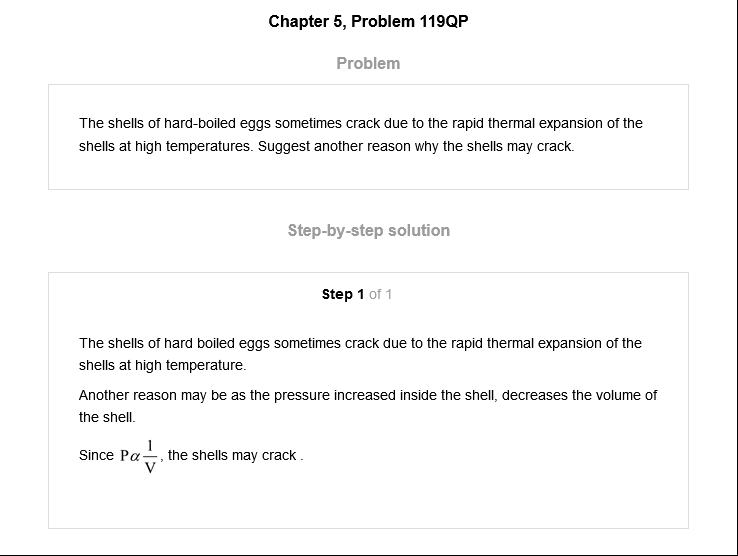 Chapter 5, Problem 119QP
Problem
The shells of hard-boiled eggs sometimes crack due to the rapid thermal expansion of the
shells at high temperatures. Suggest another reason why the shells may crack.
Step-by-step solution
Step 1 of 1
The shells of hard boiled eggs sometimes crack due to the rapid thermal expansion of the
shells at high temperature.
Another reason may be as the pressure increased inside the shell, decreases the volume of
the shell.
Since Pα 1/V, the shells may crack .